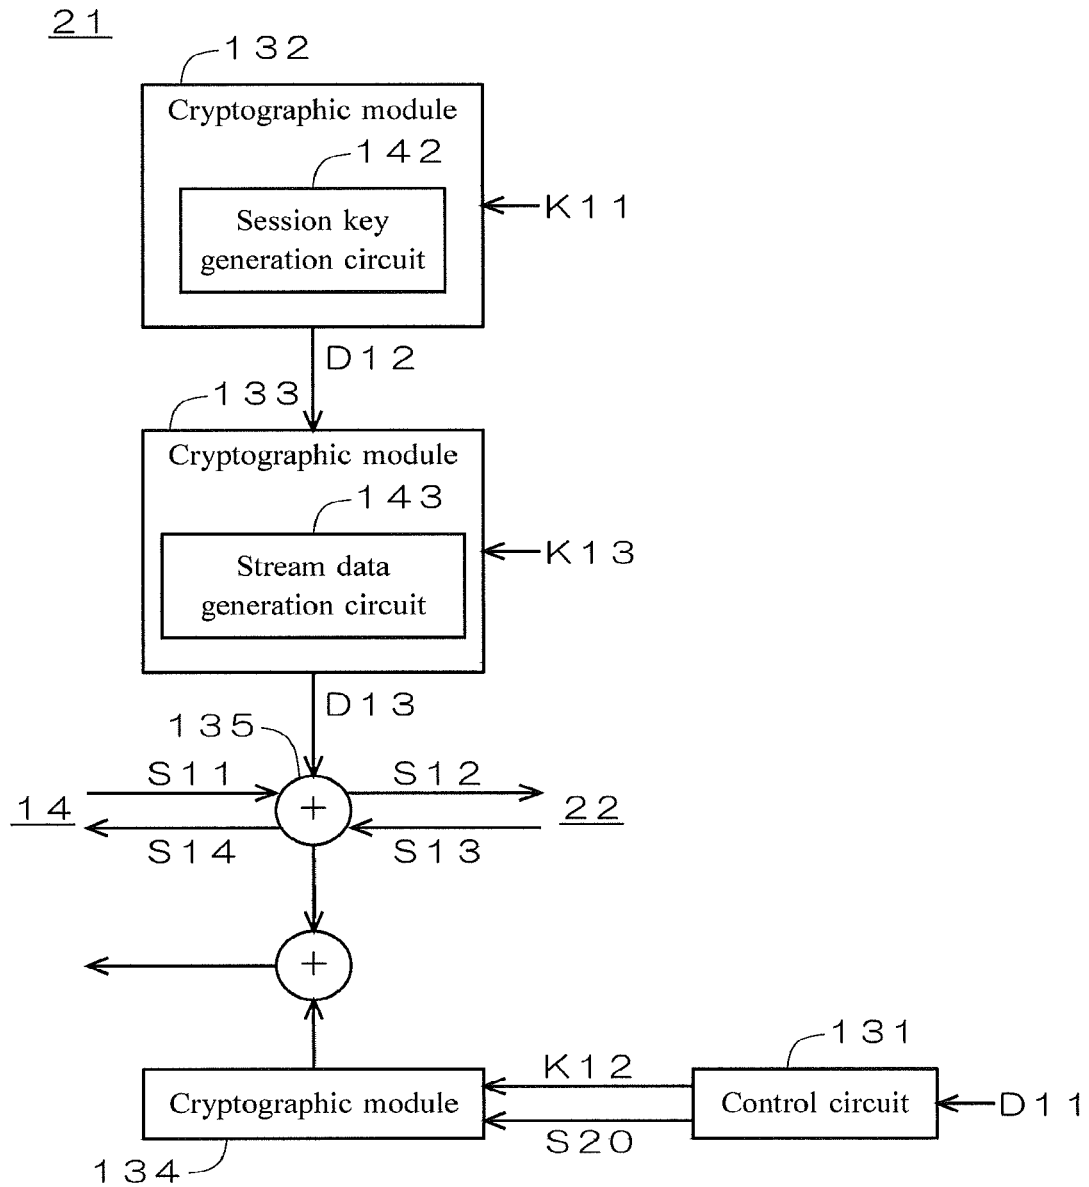 21
132
Cryptographic module
142
Session key
generation circuit
K11
D12
133
Cryptographic module
143
Stream data
generation circuit
K13
D13
135
S11
S12
+
14
22
S14
S13
+
131
K12
Cryptographic module
Control circuit
D11
S20
134